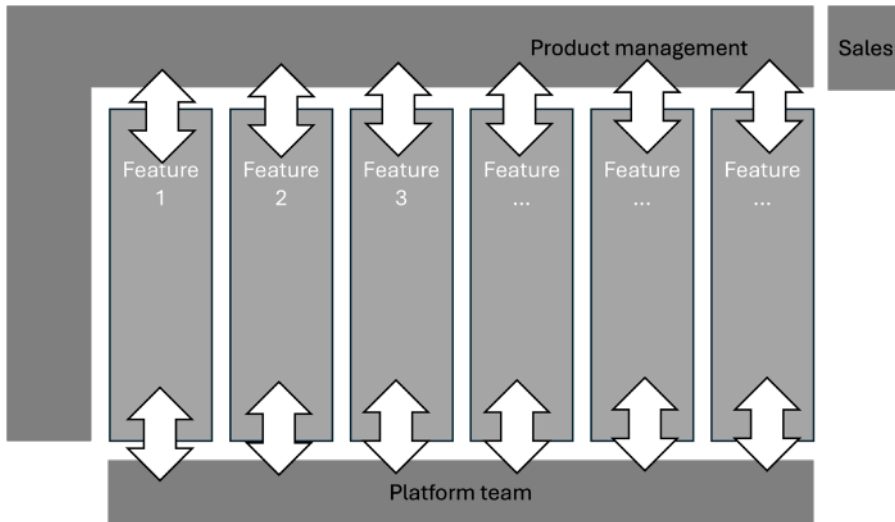 Product management
Sales
Feature
1
Feature
2
Feature
3
Feature
...
Feature
...
Feature
...
Platform team